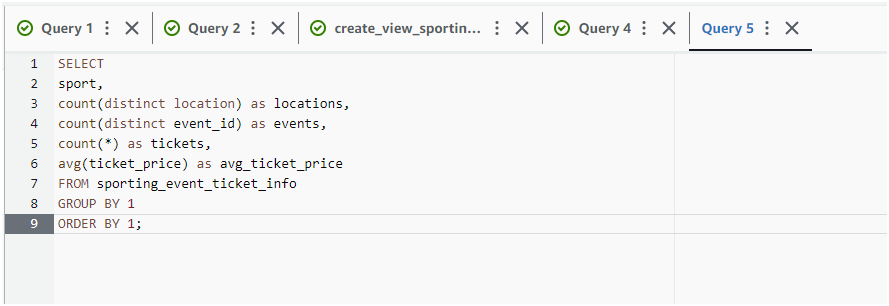 Query 1 Query 2 create_view_sportin... Query 4 Query 5
1 SELECT
2 sport,
3 count(distinct location) as locations,
4 count(distinct event_id) as events,
5 count(*) as tickets,
6 avg(ticket_price) as avg_ticket_price
7 FROM sporting_event_ticket_info
8 GROUP BY 1
9 ORDER BY 1;